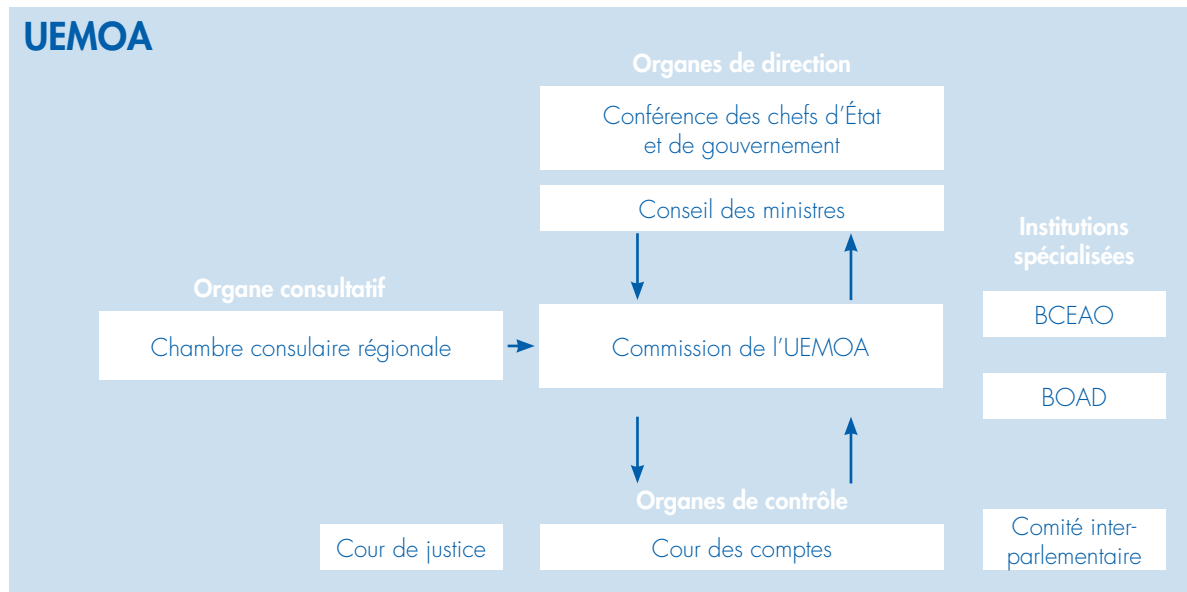 UEMOA
Organes de direction
Conférence des chefs d'État
et de gouvernement
Conseil des ministres
Institutions
spécialisées
Organe consultatif
BCEAO
Chambre consulaire régionale
Commission de l'UEMOA
BOAD
Organes de contrôle
Cour de justice
Cour des comptes
Comité inter-
parlementaire